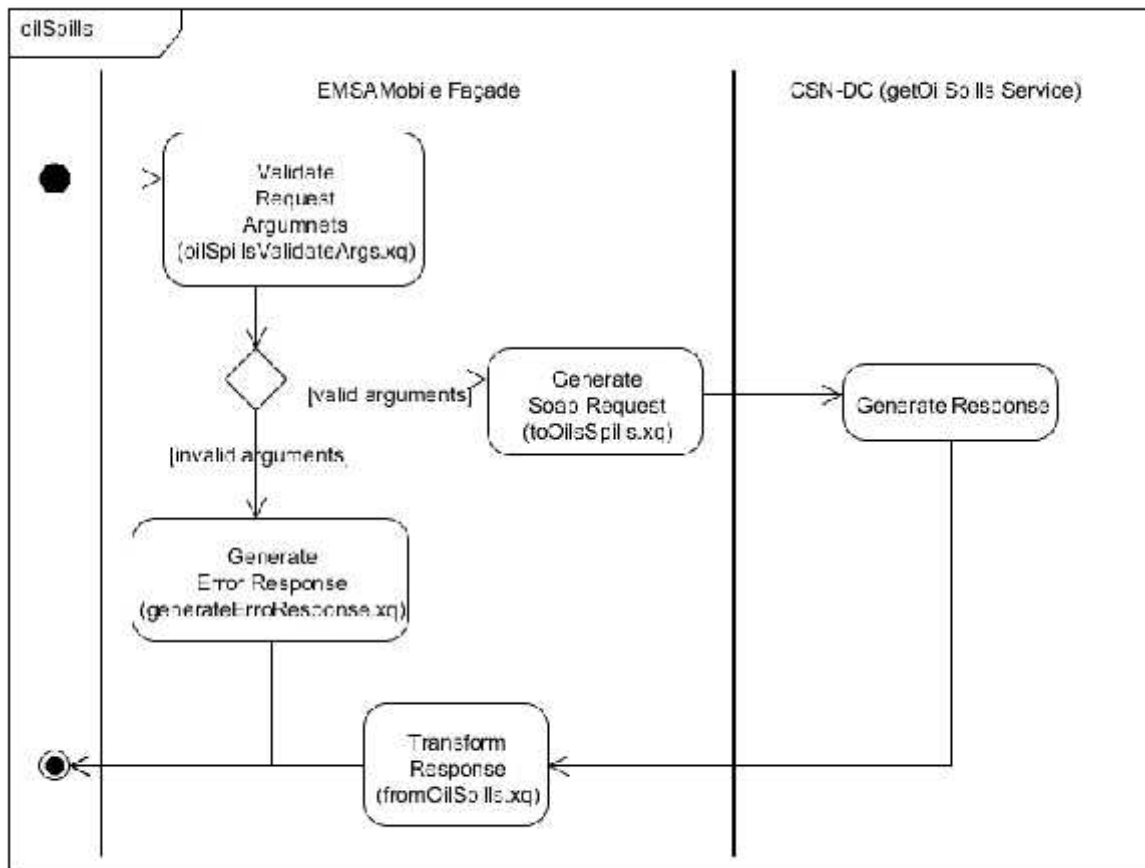 oilSpills
EMSAMobile Façade
CSN-DC (getOilSpills Service)
Validate
Request
Argumnets
(oilSpillsValidateArgs.xq)
[valid arguments]
Generate
Soap Request
(toOilsSpills.xq)
Generate Response
[invalid arguments]
Generate
Error Response
(generateErroResponse.xq)
Transform
Response
(fromOilSpills.xq)